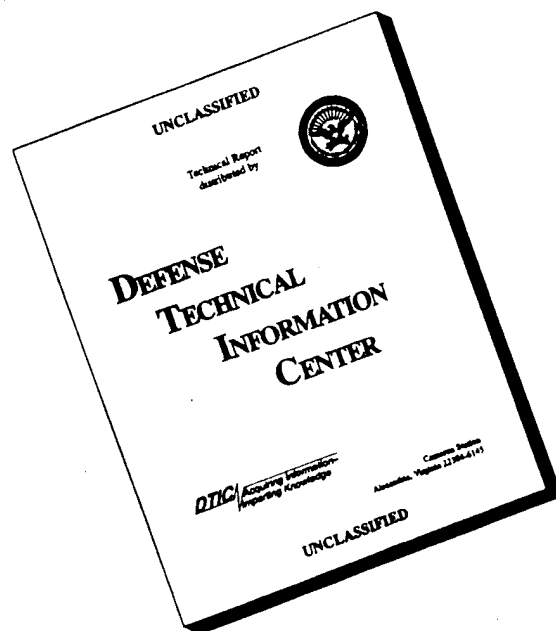 UNCLASSIFIED
Technical Report
distributed by
DEFENSE
TECHNICAL
INFORMATION
CENTER
DTIC Acquiring Information-
Imparting Knowledge
Cameron Station
Alexandria, Virginia 22304-6145
UNCLASSIFIED